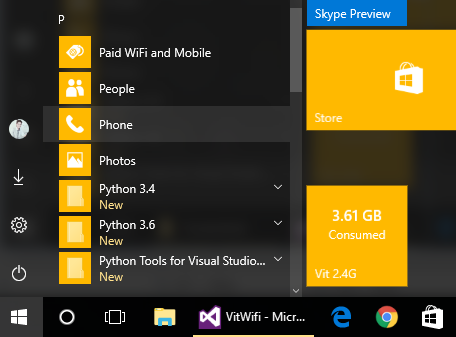 P
Paid WiFi and Mobile
People
Phone
Photos
Python 3.4
New
Python 3.6
New
Python Tools for Visual Studio...
New
Skype Preview
Store
3.61 GB
Consumed
Vit 2.4G
VitWifi - Micr...